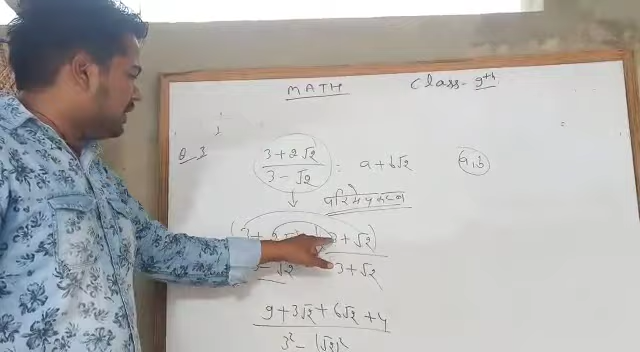 MATH Class- 9th
Q.3 3+2√2 / 3-√2 = a+b√2 (a,b)
परिमेयकरण
(3+2√2 (3+√2)
-√2 3+√2
9+3√2+6√2+4
3²-(√2)²